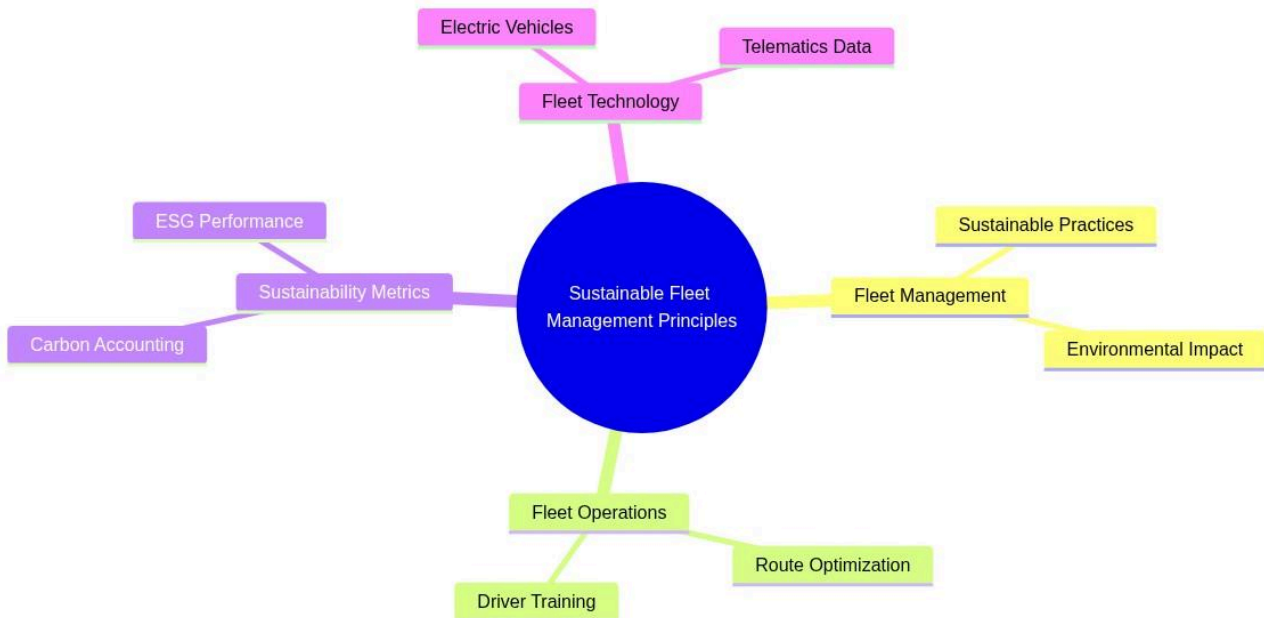 Electric Vehicles
Telematics Data
Fleet Technology
ESG Performance
Sustainable Practices
Sustainability Metrics
Sustainable Fleet
Management Principles
Fleet Management
Carbon Accounting
Environmental Impact
Fleet Operations
Route Optimization
Driver Training